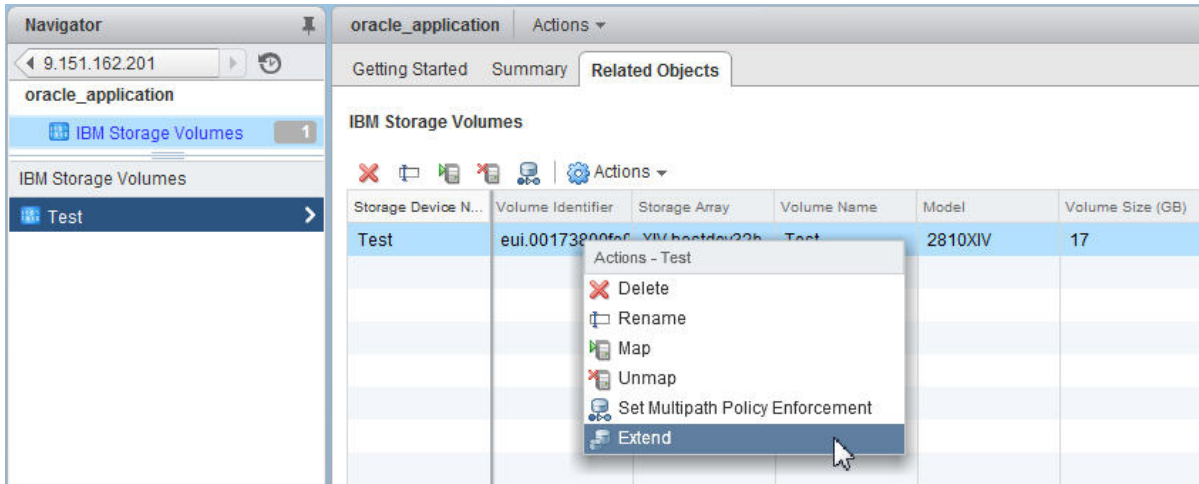 Navigator
9.151.162.201
oracle_application
IBM Storage Volumes 1
IBM Storage Volumes
Test
oracle_application Actions
Getting Started Summary Related Objects
IBM Storage Volumes
Actions
Storage Device N... Volume Identifier Storage Array Volume Name Model Volume Size (GB)
Test Test 2810XIV 17
Actions - Test
Delete
Rename
Map
Unmap
Set Multipath Policy Enforcement
Extend